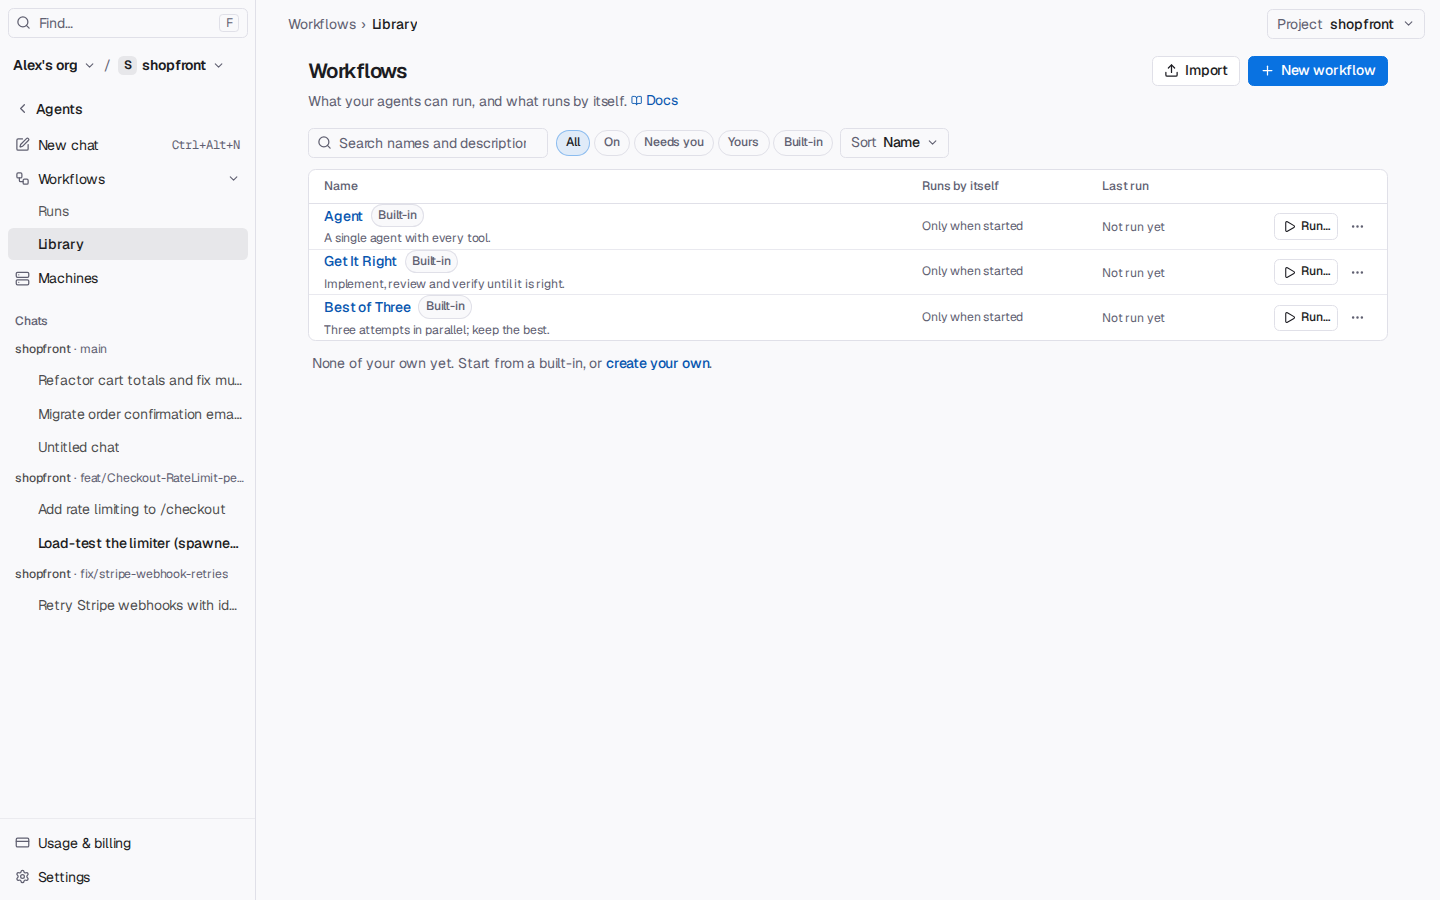 Find...
F
Alex's org / S shopfront
Agents
New chat Ctrl+Alt+N
Workflows
Runs
Library
Machines
Chats
shopfront · main
Refactor cart totals and fix mu...
Migrate order confirmation ema...
Untitled chat
shopfront · feat/Checkout-RateLimit-pe...
Add rate limiting to /checkout
Load-test the limiter (spawne...
shopfront · fix/stripe-webhook-retries
Retry Stripe webhooks with id...
Usage & billing
Settings
Workflows › Library
Project shopfront
Workflows
Import
New workflow
What your agents can run, and what runs by itself. Docs
Search names and description
All
On
Needs you
Yours
Built-in
Sort Name
Name Runs by itself Last run
Agent Built-in
A single agent with every tool.
Only when started Not run yet Run...
Get It Right Built-in
Implement, review and verify until it is right.
Only when started Not run yet Run...
Best of Three Built-in
Three attempts in parallel; keep the best.
Only when started Not run yet Run...
None of your own yet. Start from a built-in, or create your own.